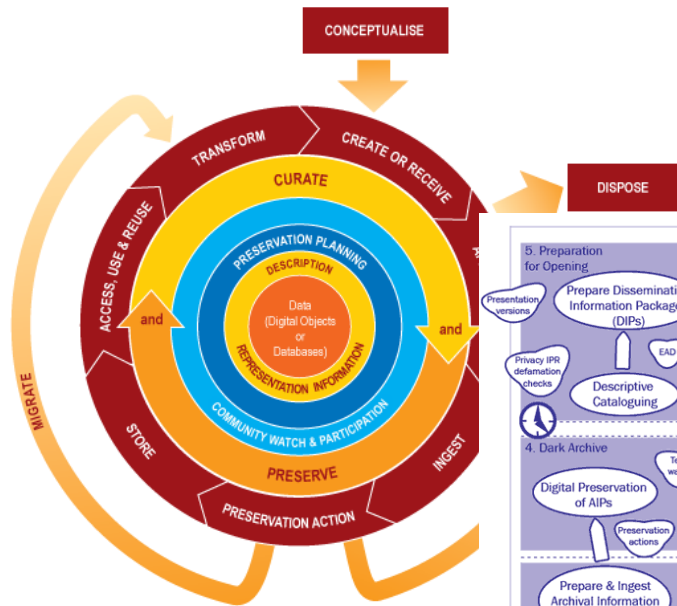 CONCEPTUALISE
DISPOSE
TRANSFORM
CREATE OR RECEIVE
ACCESS, USE & REUSE
STORE
PRESERVATION ACTION
INGEST
MIGRATE
CURATE
and
and
PRESERVE
PRESERVATION PLANNING
COMMUNITY WATCH & PARTICIPATION
DESCRIPTION
REPRESENTATION INFORMATION
Data
(Digital Objects
or
Databases)
5. Preparation
for Opening
Presentation
versions
Prepare
Information
(DIPs)
Privacy IPR
defamation
checks
EAD
Descriptive
Cataloguing
4. Dark Archive
Digital Preservation
of AIPs
Preservation
actions
Prepare & Ingest
Archival Information